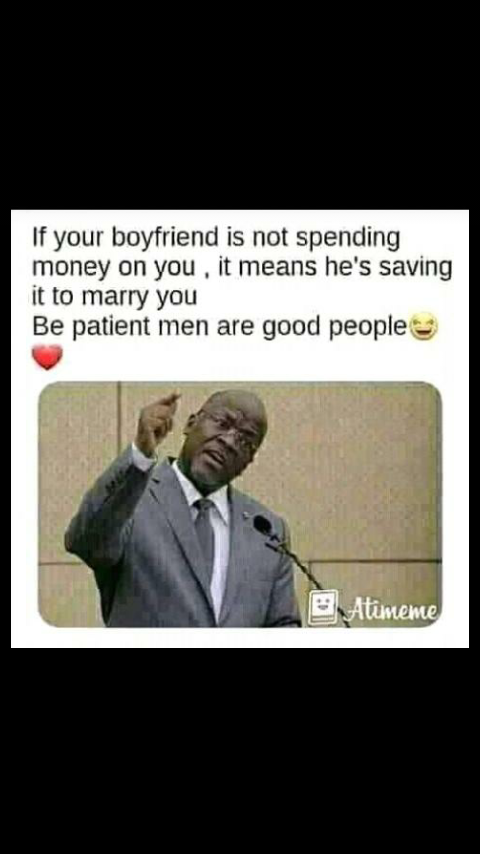 If your boyfriend is not spending
money on you , it means he's saving
it to marry you
Be patient men are good people😆
❤️
Atimeme